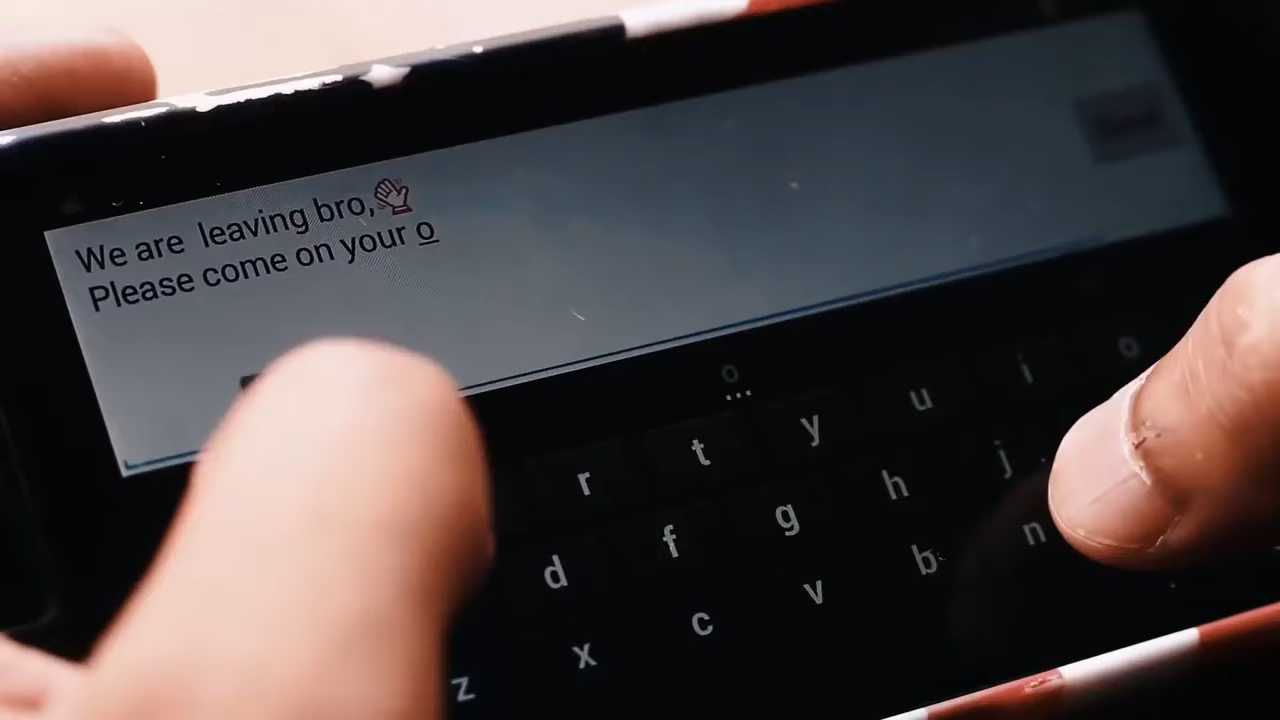 We are leaving bro,👋
Please come on your o
o
r t y u i o
d f g h j
z x c v b n